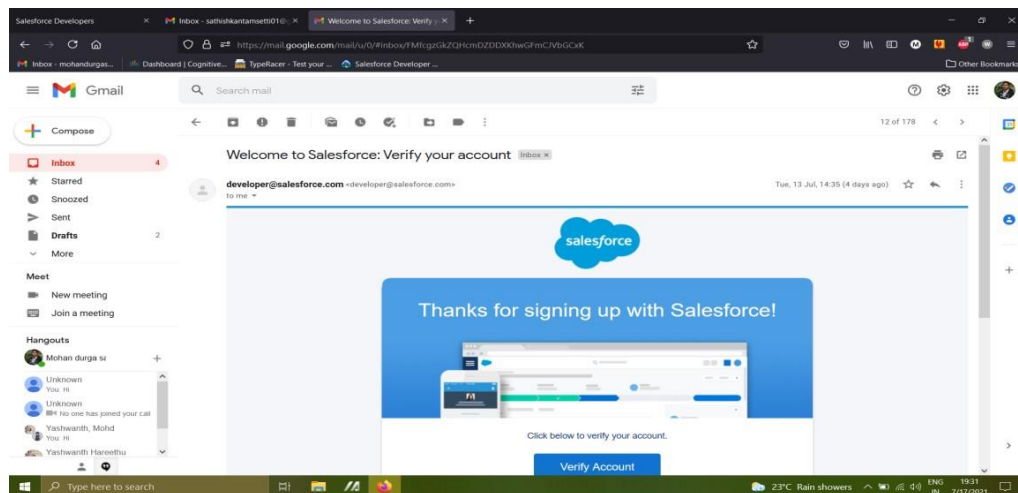 Salesforce Developers
Inbox - sathishkantamsetti01@
Welcome to Salesforce: Verify y
https://mail.google.com/mail/u/0/#inbox/FMfcgzGkZQHcmDZDDXKhwGFmCJVbGCxK
Inbox - mohandurgas...
Dashboard | Cognitive...
TypeRacer - Test your ...
Salesforce Developer ...
Other Bookmarks
Gmail
Search mail
Compose
12 of 178
Welcome to Salesforce: Verify your account Inbox ×
Inbox 4
Starred
Snoozed
Sent
Drafts 2
More
developer@salesforce.com <developer@salesforce.com>
to me
Tue, 13 Jul, 14:35 (4 days ago)
salesforce
Thanks for signing up with Salesforce!
Click below to verify your account.
Verify Account
Meet
New meeting
Join a meeting
Hangouts
Mohan durga sa
Unknown
You: Hi
Unknown
No one has joined your call
Yashwanth, Mohd
You: Hi
Yashwanth Hareethu
Type here to search
23°C Rain showers
ENG
IN
19:31
7/17/2021